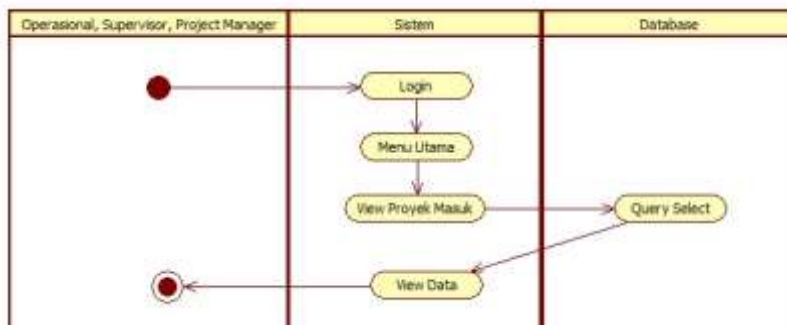 Operasional, Supervisor, Project Manager
Sistem
Database
Login
Menu Utama
View Proyek Masuk
Query Select
View Data